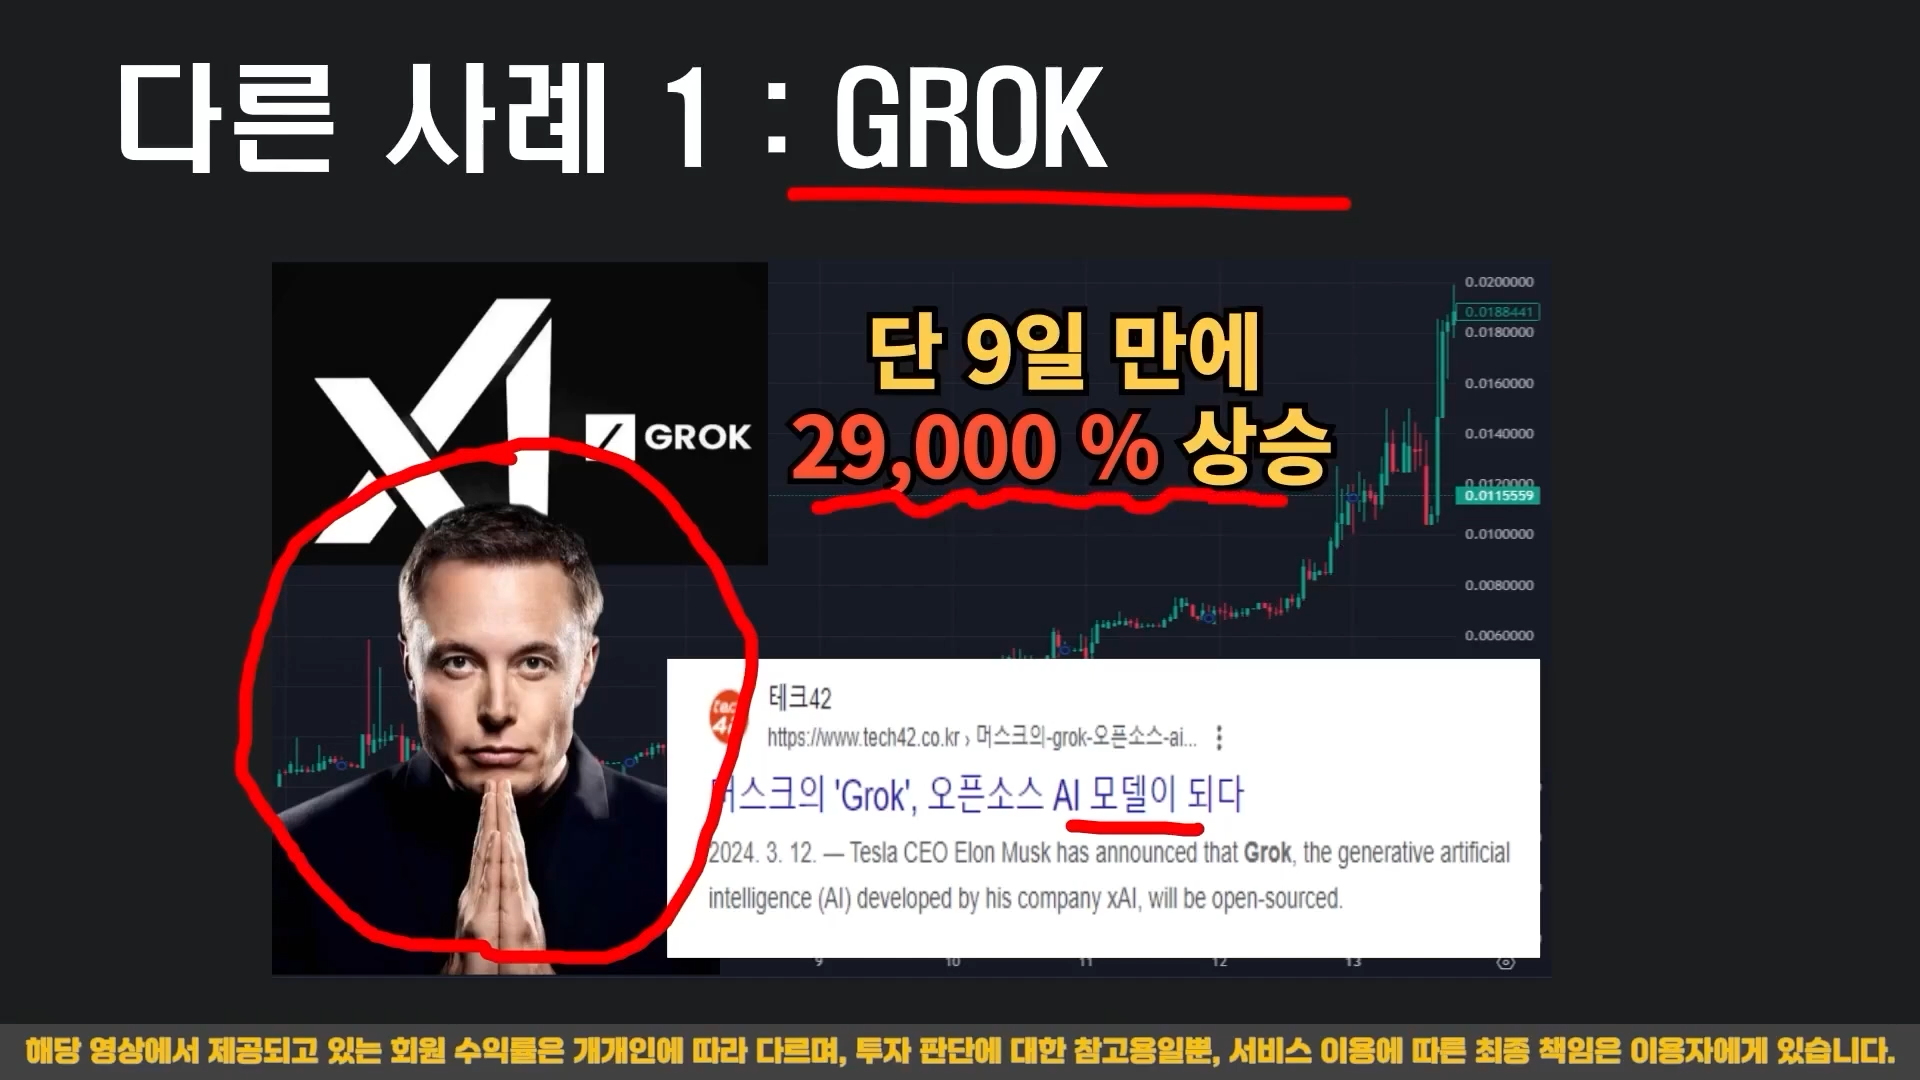 다른 사례 1 : GROK
GROK
단 9일 만에
29,000 % 상승
0.0200000
0.0188441
0.0180000
0.0160000
0.0140000
0.0120000
0.0115559
0.0100000
0.0080000
0.0060000
테크42
https://www.tech42.co.kr › 머스크의-grok-오픈소스-ai...
머스크의 'Grok', 오픈소스 AI 모델이 되다
2024. 3. 12. — Tesla CEO Elon Musk has announced that Grok, the generative artificial
intelligence (AI) developed by his company xAI, will be open-sourced.
9 10 11 12 13
해당 영상에서 제공되고 있는 회원 수익률은 개개인에 따라 다르며, 투자 판단에 대한 참고용일뿐, 서비스 이용에 따른 최종 책임은 이용자에게 있습니다.